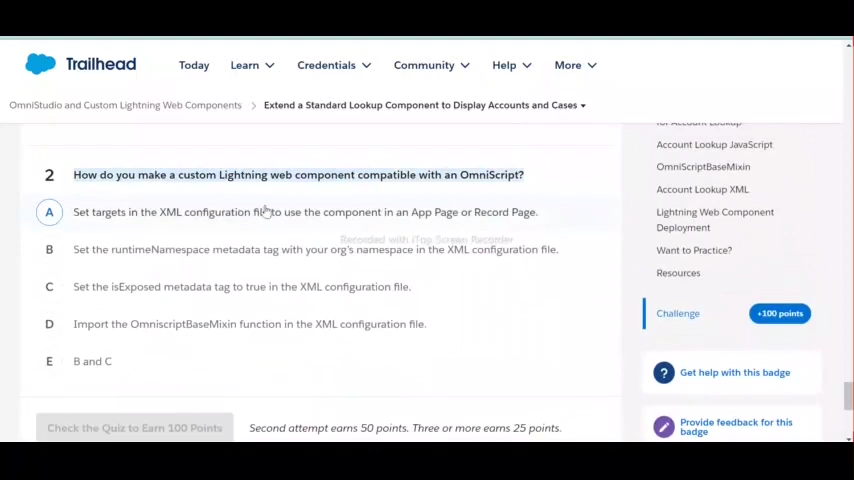 Trailhead Today Learn Credentials Community Help More
OmniStudio and Custom Lightning Web Components > Extend a Standard Lookup Component to Display Accounts and Cases
2 How do you make a custom Lightning web component compatible with an OmniScript?
A Set targets in the XML configuration file to use the component in an App Page or Record Page.
Recorded with iTop Screen Recorder
B Set the runtimeNamespace metadata tag with your org's namespace in the XML configuration file.
C Set the isExposed metadata tag to true in the XML configuration file.
D Import the OmniscriptBaseMixin function in the XML configuration file.
E B and C
Check the Quiz to Earn 100 Points Second attempt earns 50 points. Three or more earns 25 points.
for Account Lookup
Account Lookup JavaScript
OmniScriptBaseMixin
Account Lookup XML
Lightning Web Component
Deployment
Want to Practice?
Resources
Challenge +100 points
? Get help with this badge
Provide feedback for this
badge